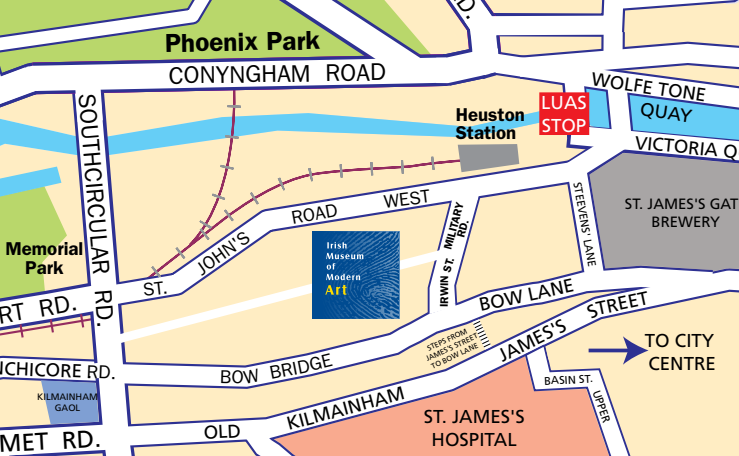 D.
Phoenix Park
CONYNGHAM ROAD
WOLFE TONE
QUAY
LUAS
STOP
Heuston
Station
VICTORIA Q
SOUTHCIRCULAR RD.
ROAD WEST
ST. JOHN'S
MILITARY
RD.
IRWIN ST.
STEEVENS' LANE
ST. JAMES'S GAT
BREWERY
Memorial
Park
Irish
Museum
of
Modern
Art
RT RD.
BOW LANE
STEPS FROM
JAMES'S STREET
TO BOW LANE
JAMES'S STREET
TO CITY
CENTRE
NCHICORE RD.
BOW BRIDGE
BASIN ST.
UPPER
KILMAINHAM
GAOL
OLD KILMAINHAM
ST. JAMES'S
HOSPITAL
MET RD.